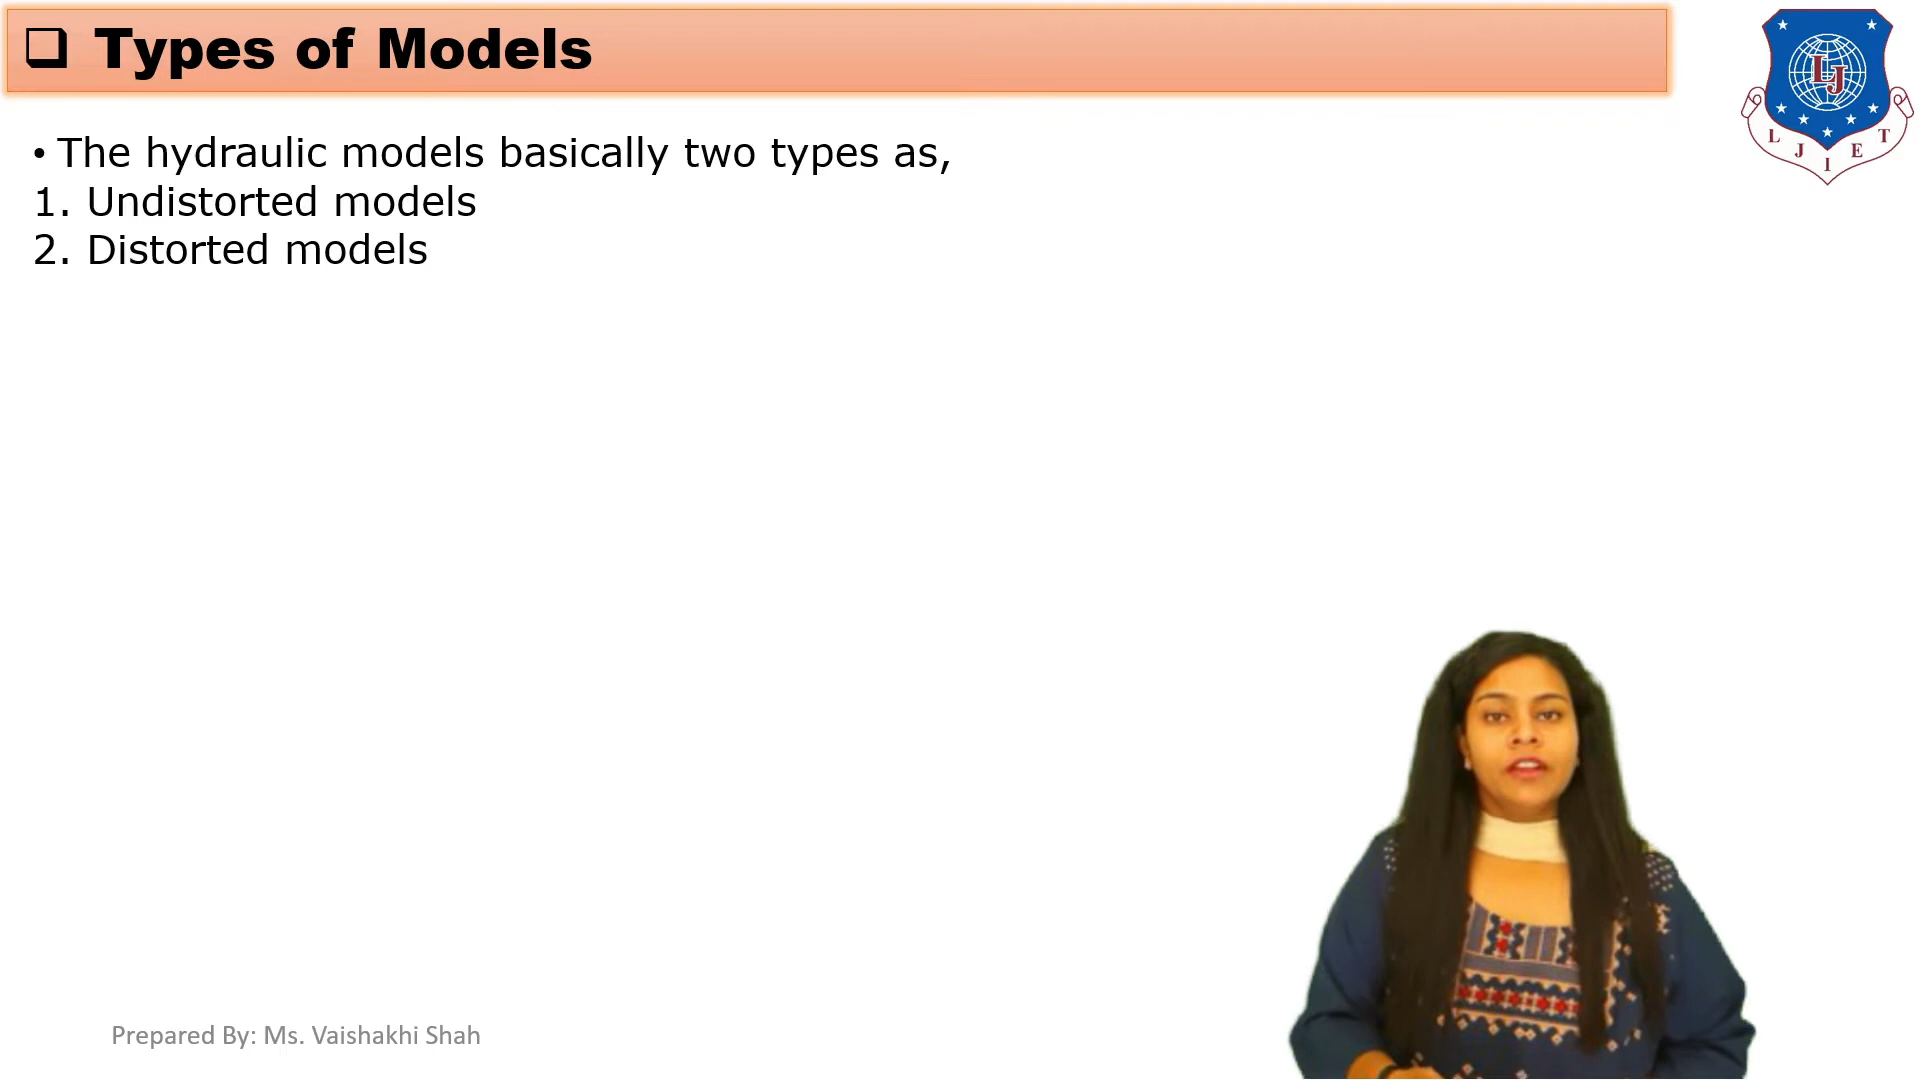 ❑ Types of Models
• The hydraulic models basically two types as,
1. Undistorted models
2. Distorted models
LJ
L J I E T
Prepared By: Ms. Vaishakhi Shah